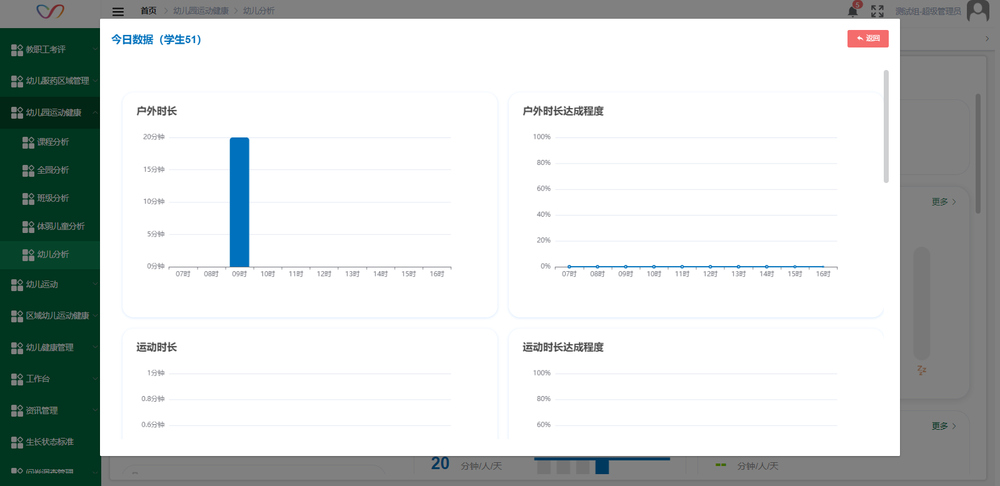 首页 > 幼儿园运动健康 > 幼儿分析
5
测试组-超级管理员
教职工考评
幼儿服药区域管理
幼儿园运动健康
课程分析
全园分析
班级分析
体弱儿童分析
幼儿分析
幼儿运动
区域幼儿运动健康
幼儿健康管理
工作台
资讯管理
生长状态标准
问卷调查管理
今日数据（学生51）
返回
户外时长
20分钟
15分钟
10分钟
5分钟
0分钟
07时 08时 09时 10时 11时 12时 13时 14时 15时 16时
户外时长达成程度
100%
80%
60%
40%
20%
0%
07时 08时 09时 10时 11时 12时 13时 14时 15时 16时
运动时长
1分钟
0.8分钟
0.6分钟
运动时长达成程度
100%
80%
60%
更多 >
更多 >
20 分钟/人/天
-- 分钟/人/天